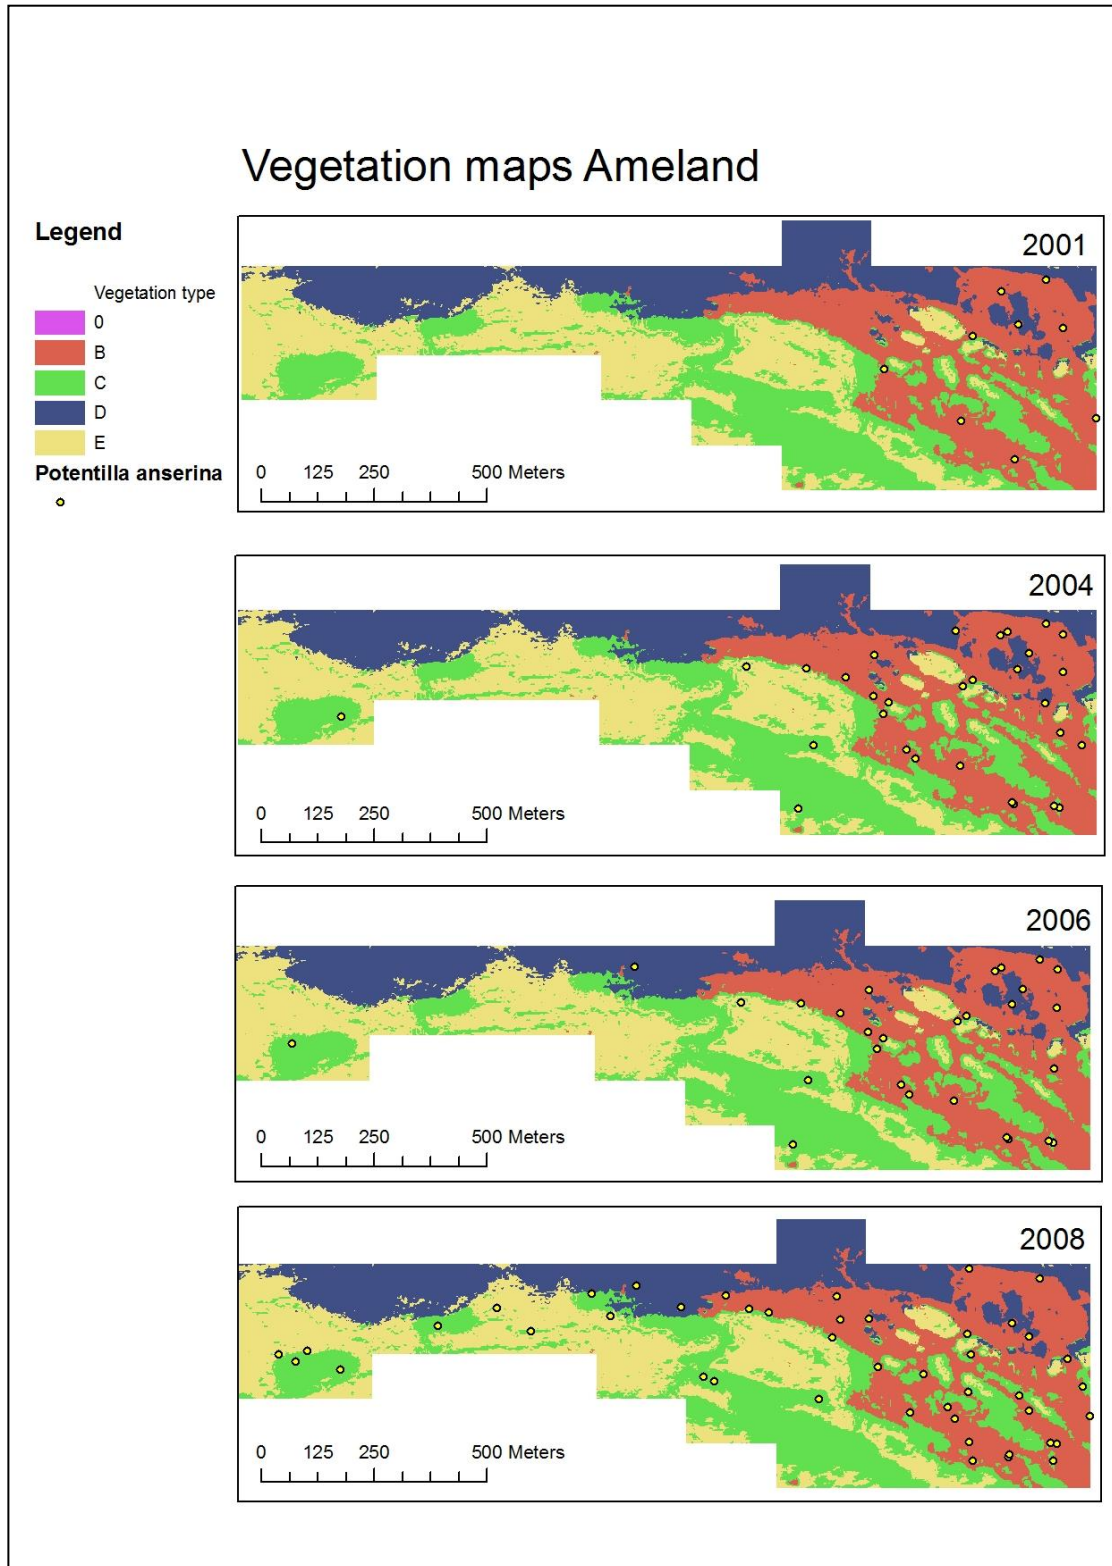 Vegetation maps Ameland
Legend
Vegetation type
0
B
C
D
E
Potentilla anserina
2001
0 125 250 500 Meters
2004
0 125 250 500 Meters
2006
0 125 250 500 Meters
2008
0 125 250 500 Meters